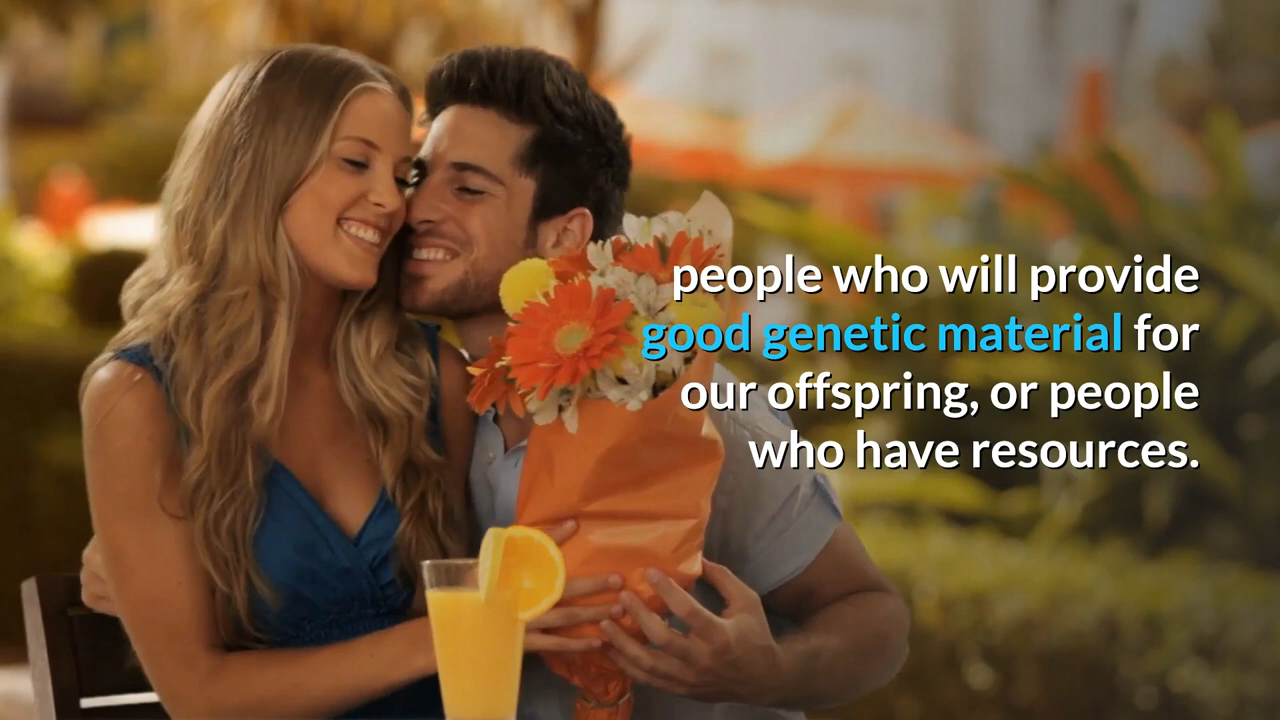 people who will provide
good genetic material for
our offspring, or people
who have resources.